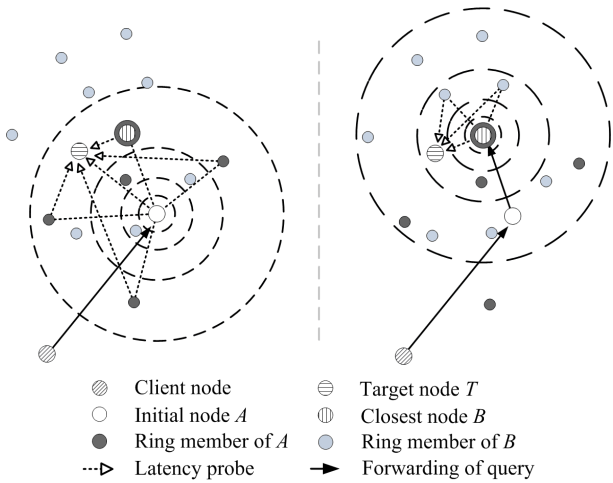 Client node
Target node T
Initial node A
Closest node B
Ring member of A
Ring member of B
Latency probe
Forwarding of query